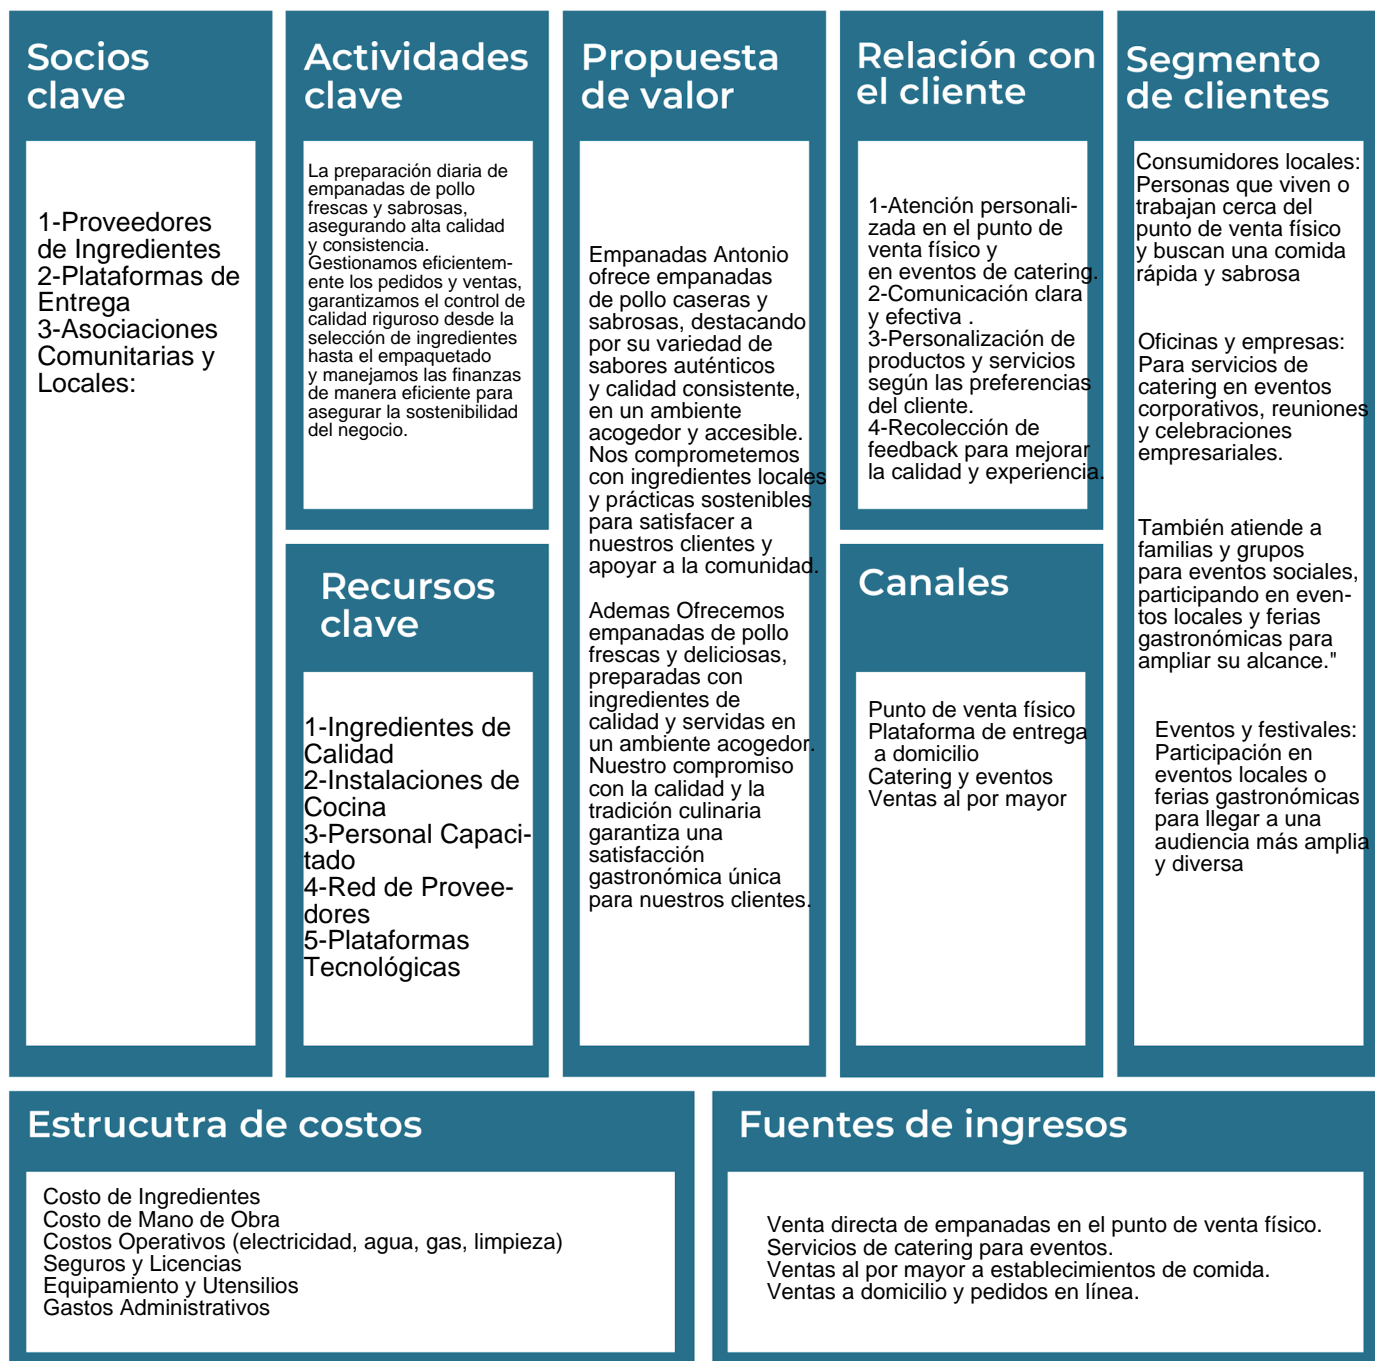 Socios
clave
1-Proveedores
de Ingredientes
2-Plataformas de
Entrega
3-Asociaciones
Comunitarias y
Locales:
Actividades
clave
La preparación diaria de
empanadas de pollo
frescas y sabrosas,
asegurando alta calidad
y consistencia.
Gestionamos eficientem-
ente los pedidos y ventas,
garantizamos el control de
calidad riguroso desde la
selección de ingredientes
hasta el empaquetado
y manejamos las finanzas
de manera eficiente para
asegurar la sostenibilidad
del negocio.
Recursos
clave
1-Ingredientes de
Calidad
2-Instalaciones de
Cocina
3-Personal Capaci-
tado
4-Red de Provee-
dores
5-Plataformas
Tecnológicas
Propuesta
de valor
Empanadas Antonio
ofrece empanadas
de pollo caseras y
sabrosas, destacando
por su variedad de
sabores auténticos
y calidad consistente,
en un ambiente
acogedor y accesible.
Nos comprometemos
con ingredientes locales
y prácticas sostenibles
para satisfacer a
nuestros clientes y
apoyar a la comunidad.
Ademas Ofrecemos
empanadas de pollo
frescas y deliciosas,
preparadas con
ingredientes de
calidad y servidas en
un ambiente acogedor.
Nuestro compromiso
con la calidad y la
tradición culinaria
garantiza una
satisfacción
gastronómica única
para nuestros clientes.
Relación con
el cliente
1-Atención personali-
zada en el punto de
venta físico y
en eventos de catering.
2-Comunicación clara
y efectiva .
3-Personalización de
productos y servicios
según las preferencias
del cliente.
4-Recolección de
feedback para mejorar
la calidad y experiencia.
Canales
Punto de venta físico
Plataforma de entrega
a domicilio
Catering y eventos
Ventas al por mayor
Segmento
de clientes
Consumidores locales:
Personas que viven o
trabajan cerca del
punto de venta físico
y buscan una comida
rápida y sabrosa
Oficinas y empresas:
Para servicios de
catering en eventos
corporativos, reuniones
y celebraciones
empresariales.
También atiende a
familias y grupos
para eventos sociales,
participando en even-
tos locales y ferias
gastronómicas para
ampliar su alcance."
Eventos y festivales:
Participación en
eventos locales o
ferias gastronómicas
para llegar a una
audiencia más amplia
y diversa
Estrucutra de costos
Costo de Ingredientes
Costo de Mano de Obra
Costos Operativos (electricidad, agua, gas, limpieza)
Seguros y Licencias
Equipamiento y Utensilios
Gastos Administrativos
Fuentes de ingresos
Venta directa de empanadas en el punto de venta físico.
Servicios de catering para eventos.
Ventas al por mayor a establecimientos de comida.
Ventas a domicilio y pedidos en línea.